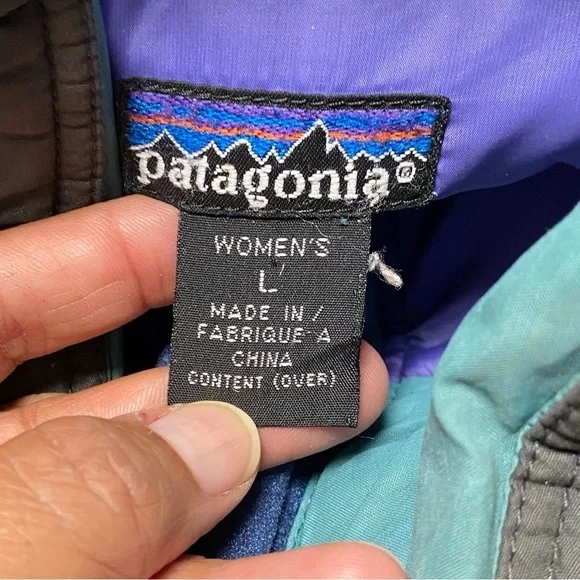 patagonia®
WOMEN'S
L
MADE IN /
FABRIQUE-A
CHINA
CONTENT (OVER)